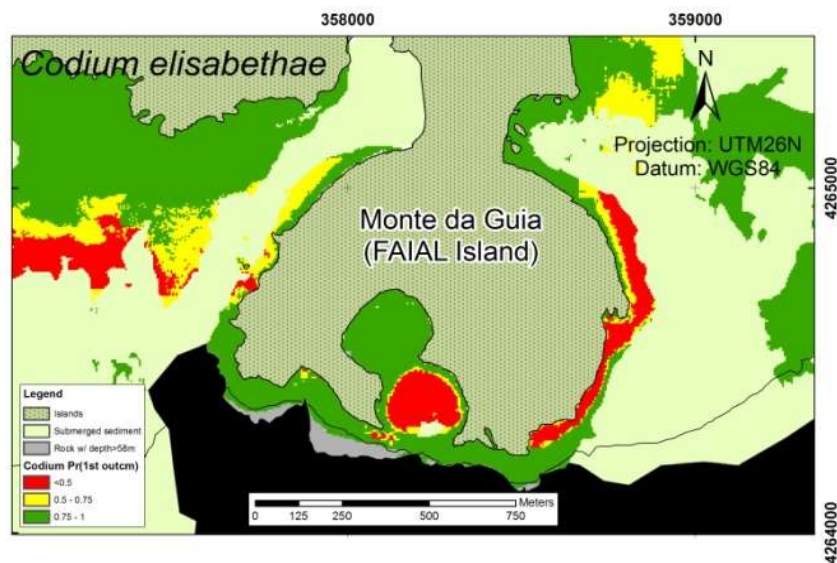 358000
359000
Codium elisabethae
N
Projection: UTM26N
Datum: WGS84
4265000
Monte da Guia
(FAIAL Island)
Legend
Islands
Submerged sediment
Rock w/ depth>58m
Codium Pr(1st outcm)
<0.5
0.5 - 0.75
0.75 - 1
Meters
0 125 250 500 750
4264000